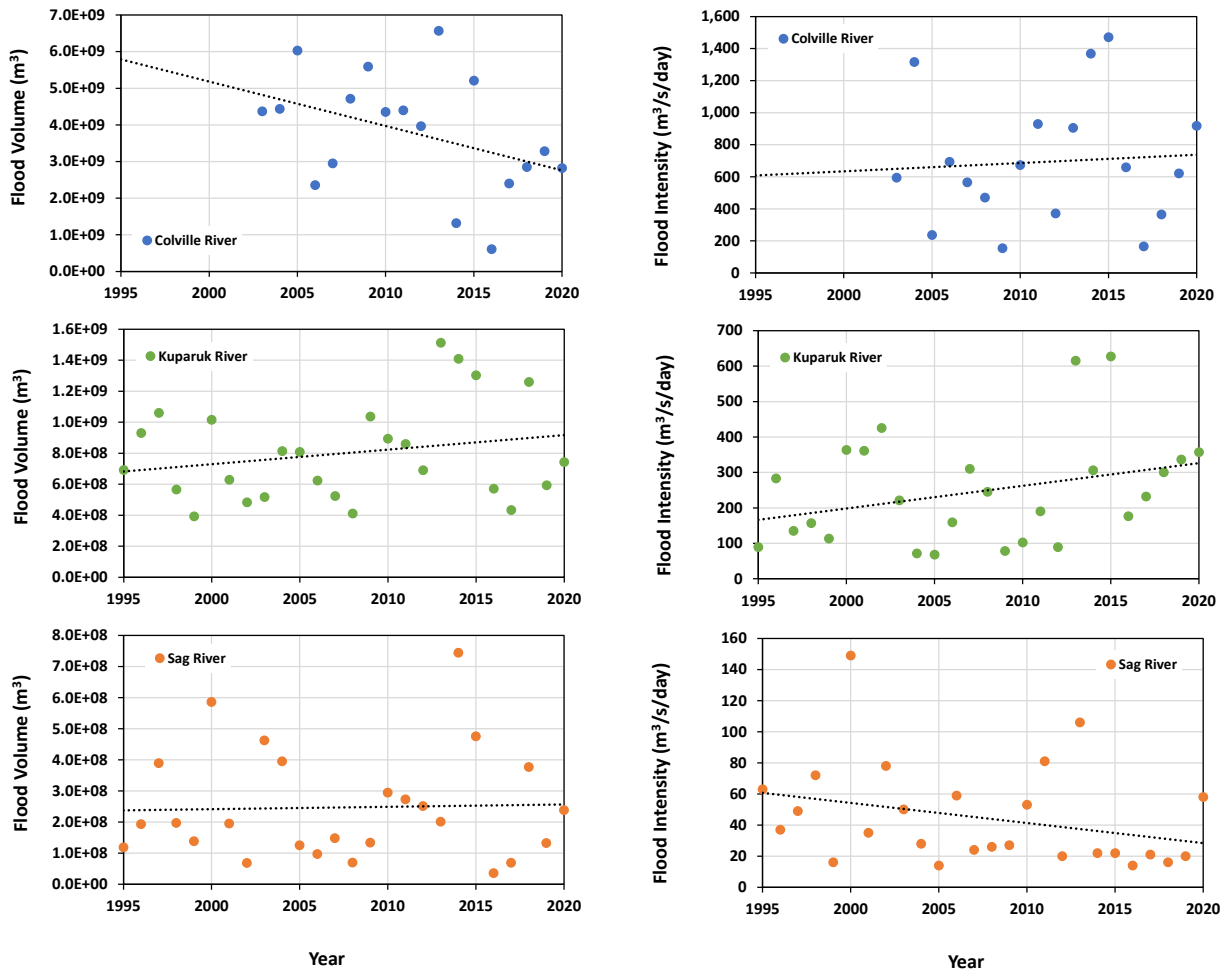 Flood Volume (m³)
7.0E+09
6.0E+09
5.0E+09
4.0E+09
3.0E+09
2.0E+09
1.0E+09
0.0E+00
Colville River
1995 2000 2005 2010 2015 2020
Flood Intensity (m³/s/day)
1,600
1,400
1,200
1,000
800
600
400
200
0
Colville River
1995 2000 2005 2010 2015 2020
Flood Volume (m³)
1.6E+09
1.4E+09
1.2E+09
1.0E+09
8.0E+08
6.0E+08
4.0E+08
2.0E+08
0.0E+00
Kuparuk River
1995 2000 2005 2010 2015 2020
Flood Intensity (m³/s/day)
700
600
500
400
300
200
100
0
Kuparuk River
1995 2000 2005 2010 2015 2020
Flood Volume (m³)
8.0E+08
7.0E+08
6.0E+08
5.0E+08
4.0E+08
3.0E+08
2.0E+08
1.0E+08
0.0E+00
Sag River
1995 2000 2005 2010 2015 2020
Year
Flood Intensity (m³/s/day)
160
140
120
100
80
60
40
20
0
Sag River
1995 2000 2005 2010 2015 2020
Year